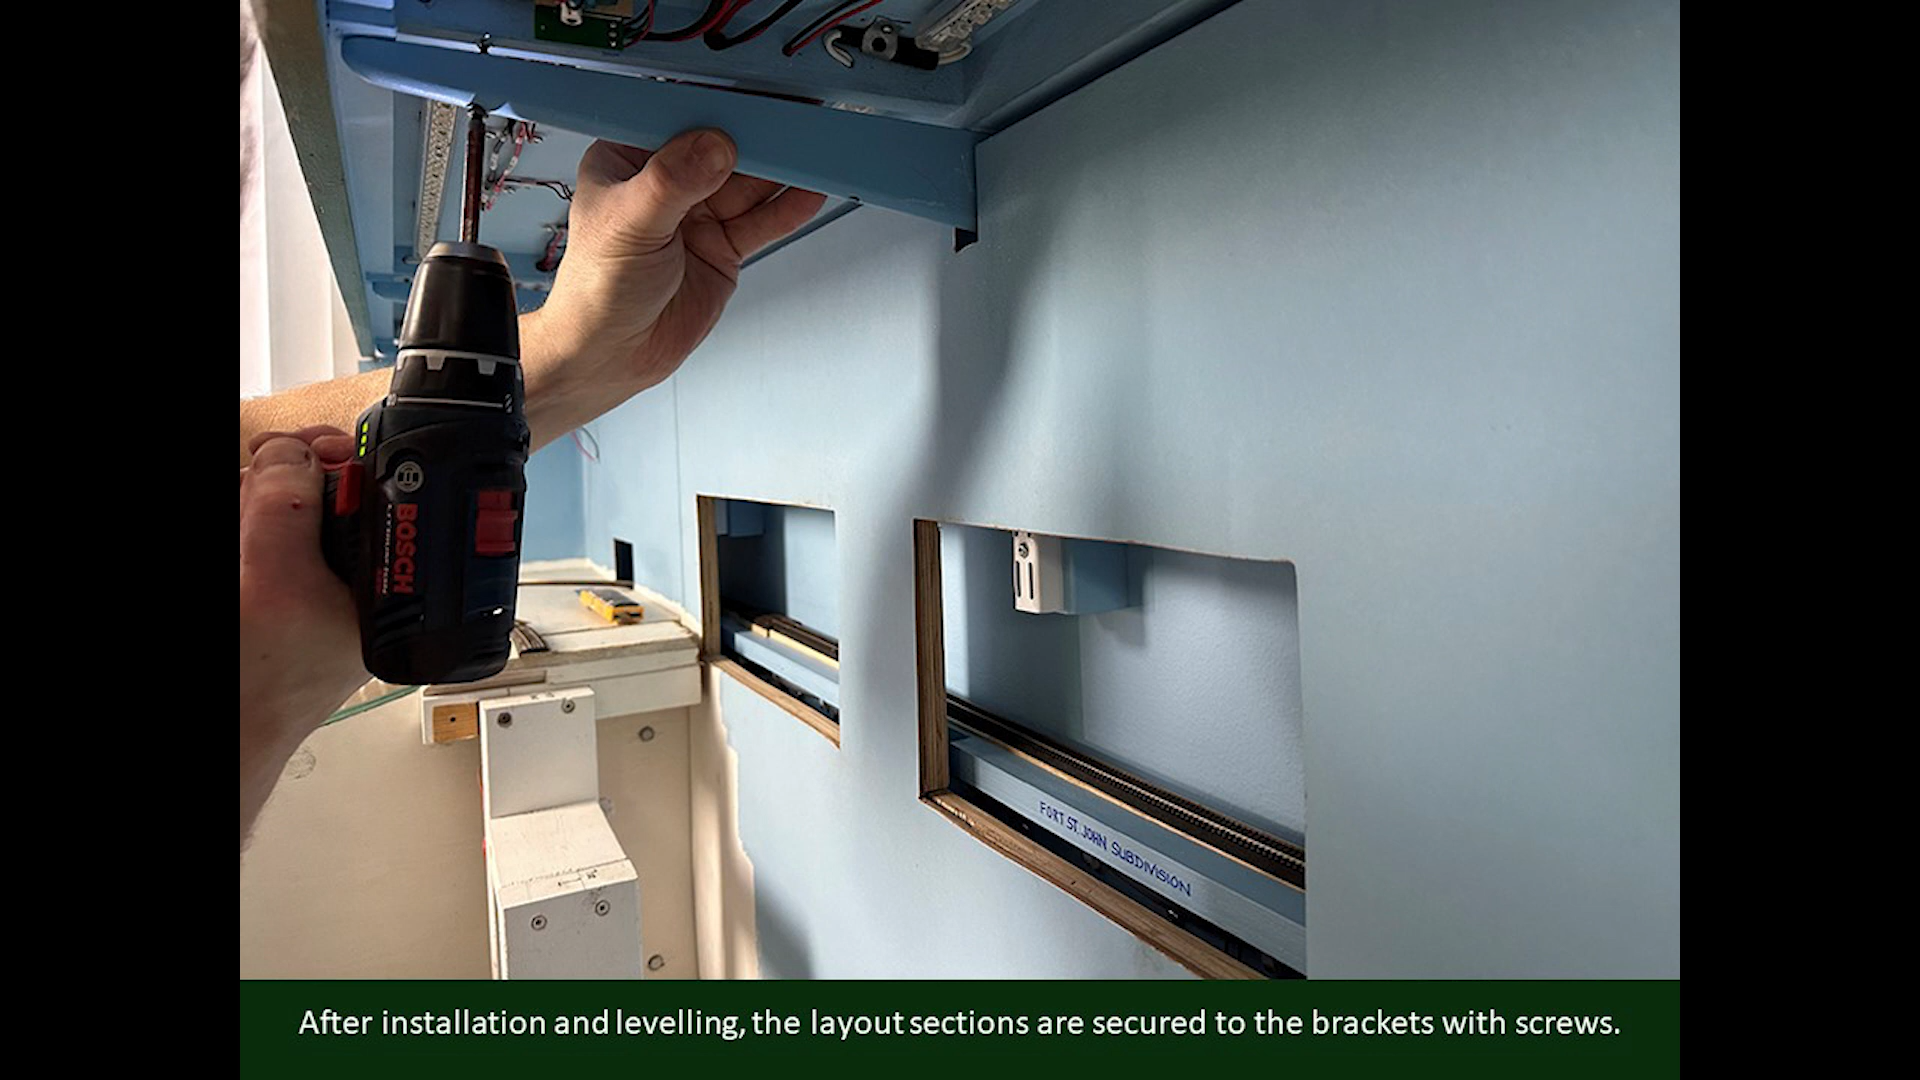 BOSCH
FORT ST. JOHN SUBDIVISION
After installation and levelling, the layout sections are secured to the brackets with screws.